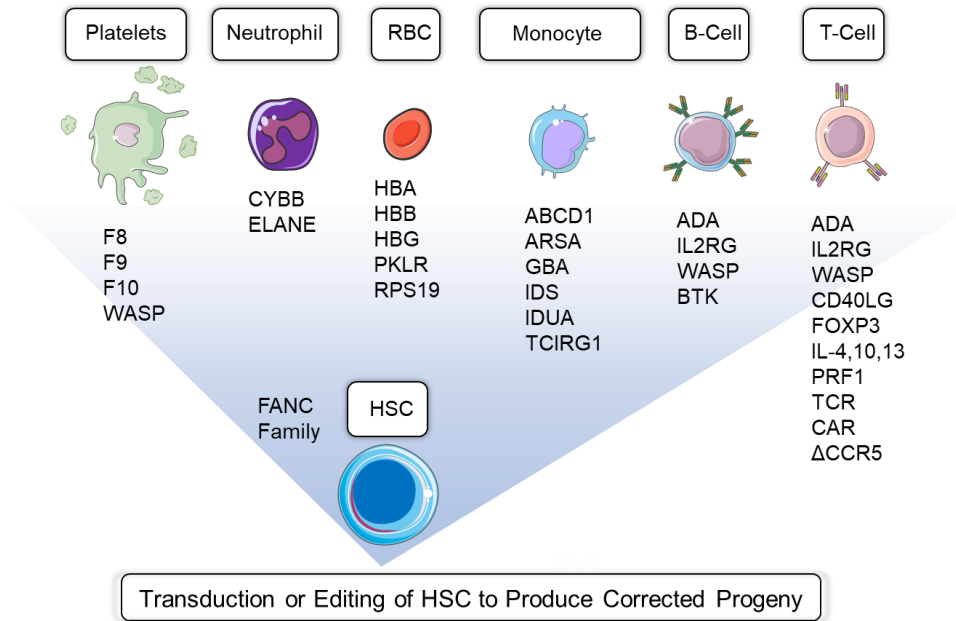 Platelets
Neutrophil
RBC
Monocyte
B-Cell
T-Cell
F8
F9
F10
WASP
CYBB
ELANE
HBA
HBB
HBG
PKLR
RPS19
ABCD1
ARSA
GBA
IDS
IDUA
TCIRG1
ADA
IL2RG
WASP
BTK
ADA
IL2RG
WASP
CD40LG
FOXP3
IL-4,10,13
PRF1
TCR
CAR
ΔCCR5
FANC
Family
HSC
Transduction or Editing of HSC to Produce Corrected Progeny